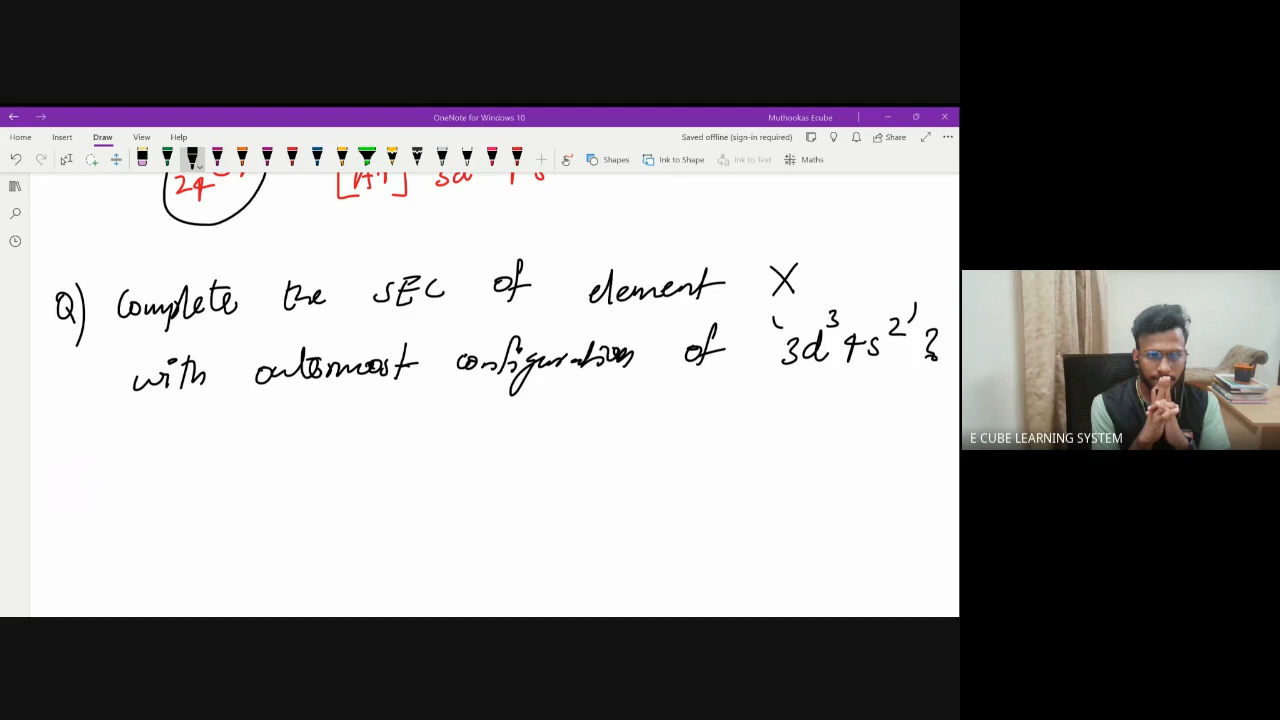 OneNote for Windows 10
Muthookas Ecube
Home Insert Draw View Help
Saved offline (sign-in required)
Share
Shapes
Ink to Shape
Ink to Text
Maths
24
Q) Complete the SEC of element X
with outermost configuration of '3d³4s²'?
E CUBE LEARNING SYSTEM